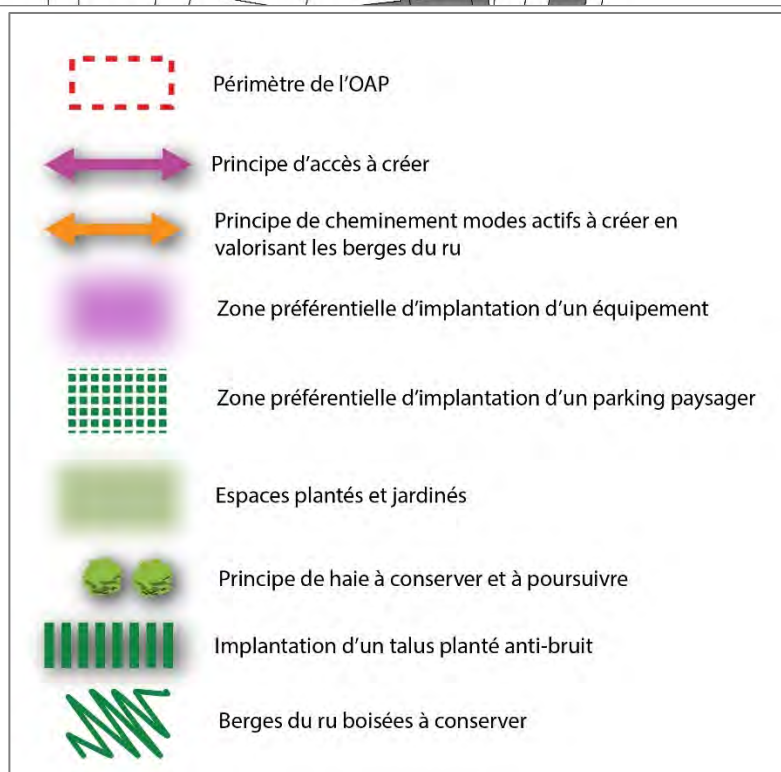 Périmètre de l'OAP
Principe d'accès à créer
Principe de cheminement modes actifs à créer en
valorisant les berges du ru
Zone préférentielle d'implantation d'un équipement
Zone préférentielle d'implantation d'un parking paysager
Espaces plantés et jardinés
Principe de haie à conserver et à poursuivre
Implantation d'un talus planté anti-bruit
Berges du ru boisées à conserver